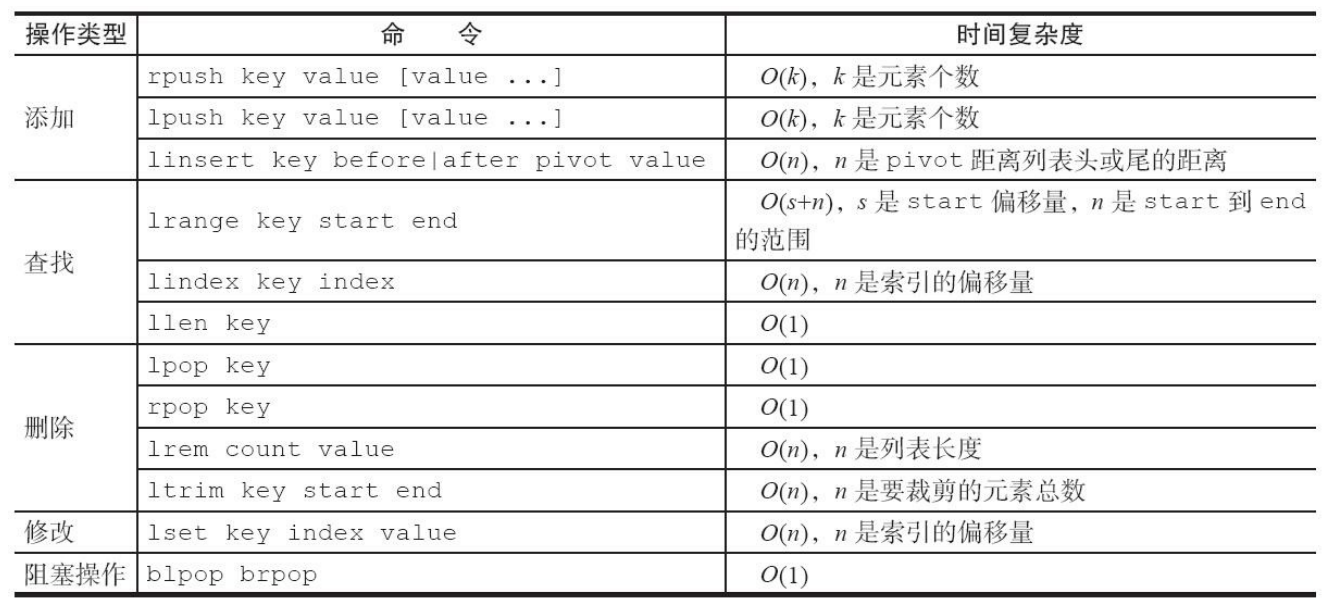 操作类型 命 令 时间复杂度
添加 rpush key value [value ...] O(k), k 是元素个数
lpush key value [value ...] O(k), k 是元素个数
linsert key before|after pivot value O(n), n 是 pivot 距离列表头或尾的距离
查找 lrange key start end O(s+n), s 是 start 偏移量, n 是 start 到 end
的范围
lindex key index O(n), n 是索引的偏移量
llen key O(1)
删除 lpop key O(1)
rpop key O(1)
lrem count value O(n), n 是列表长度
ltrim key start end O(n), n 是要裁剪的元素总数
修改 lset key index value O(n), n 是索引的偏移量
阻塞操作 blpop brpop O(1)